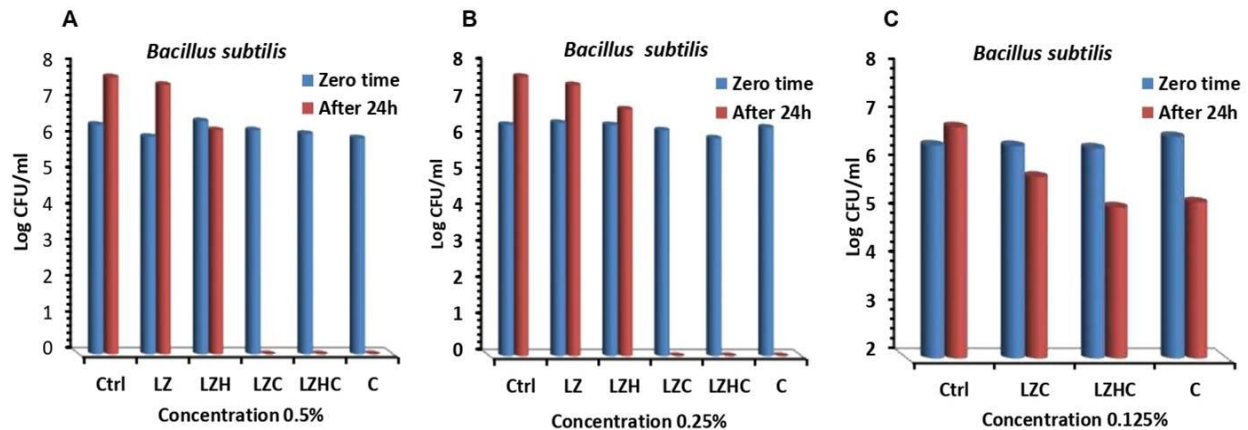 A
Bacillus subtilis
8
7
6
5
4
3
2
1
0
Log CFU/ml
Zero time
After 24h
Ctrl LZ LZH LZC LZHC C
Concentration 0.5%
B
Bacillus subtilis
8
7
6
5
4
3
2
1
0
Log CFU/ml
Zero time
After 24h
Ctrl LZ LZH LZC LZHC C
Concentration 0.25%
C
Bacillus subtilis
8
7
6
5
4
3
2
Log CFU/ml
Zero time
After 24h
Ctrl LZC LZHC C
Concentration 0.125%